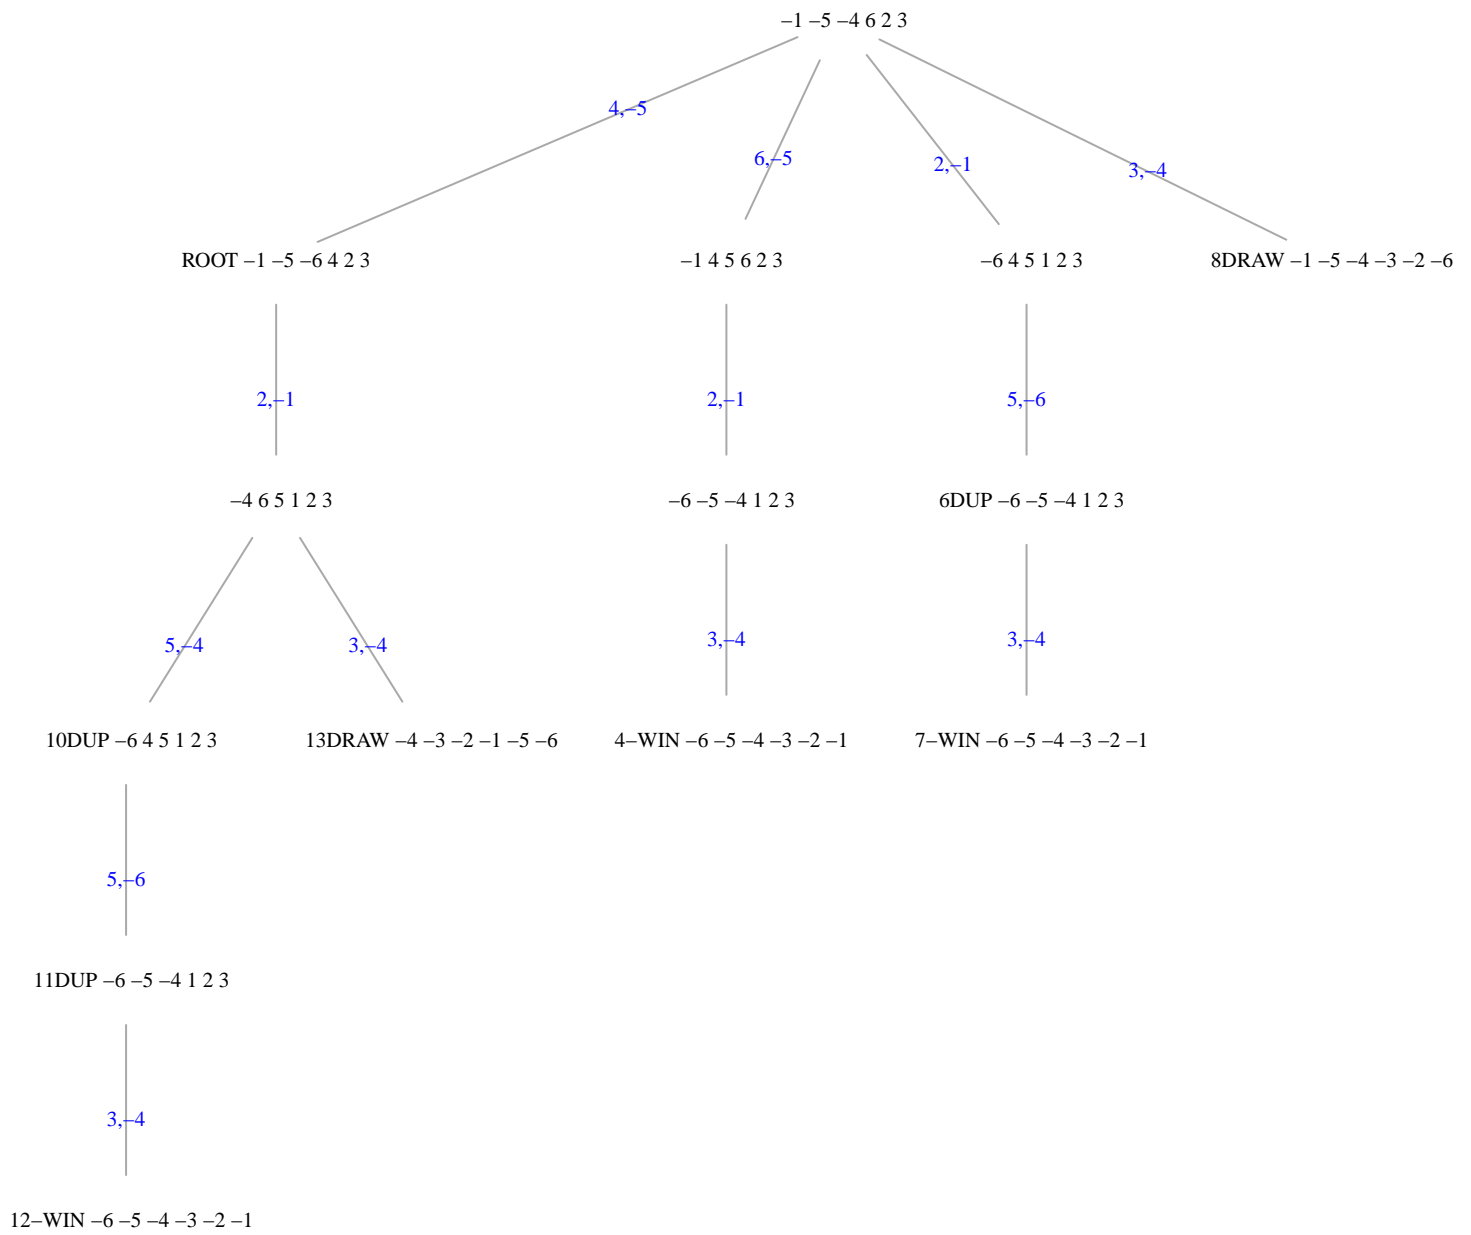 −1 −5 −4 6 2 3
4,−5
6,−5
2,−1
3,−4
ROOT −1 −5 −6 4 2 3
−1 4 5 6 2 3
−6 4 5 1 2 3
8DRAW −1 −5 −4 −3 −2 −6
2,−1
2,−1
5,−6
−4 6 5 1 2 3
−6 −5 −4 1 2 3
6DUP −6 −5 −4 1 2 3
5,−4
3,−4
3,−4
3,−4
10DUP −6 4 5 1 2 3
13DRAW −4 −3 −2 −1 −5 −6
4−WIN −6 −5 −4 −3 −2 −1
7−WIN −6 −5 −4 −3 −2 −1
5,−6
11DUP −6 −5 −4 1 2 3
3,−4
12−WIN −6 −5 −4 −3 −2 −1